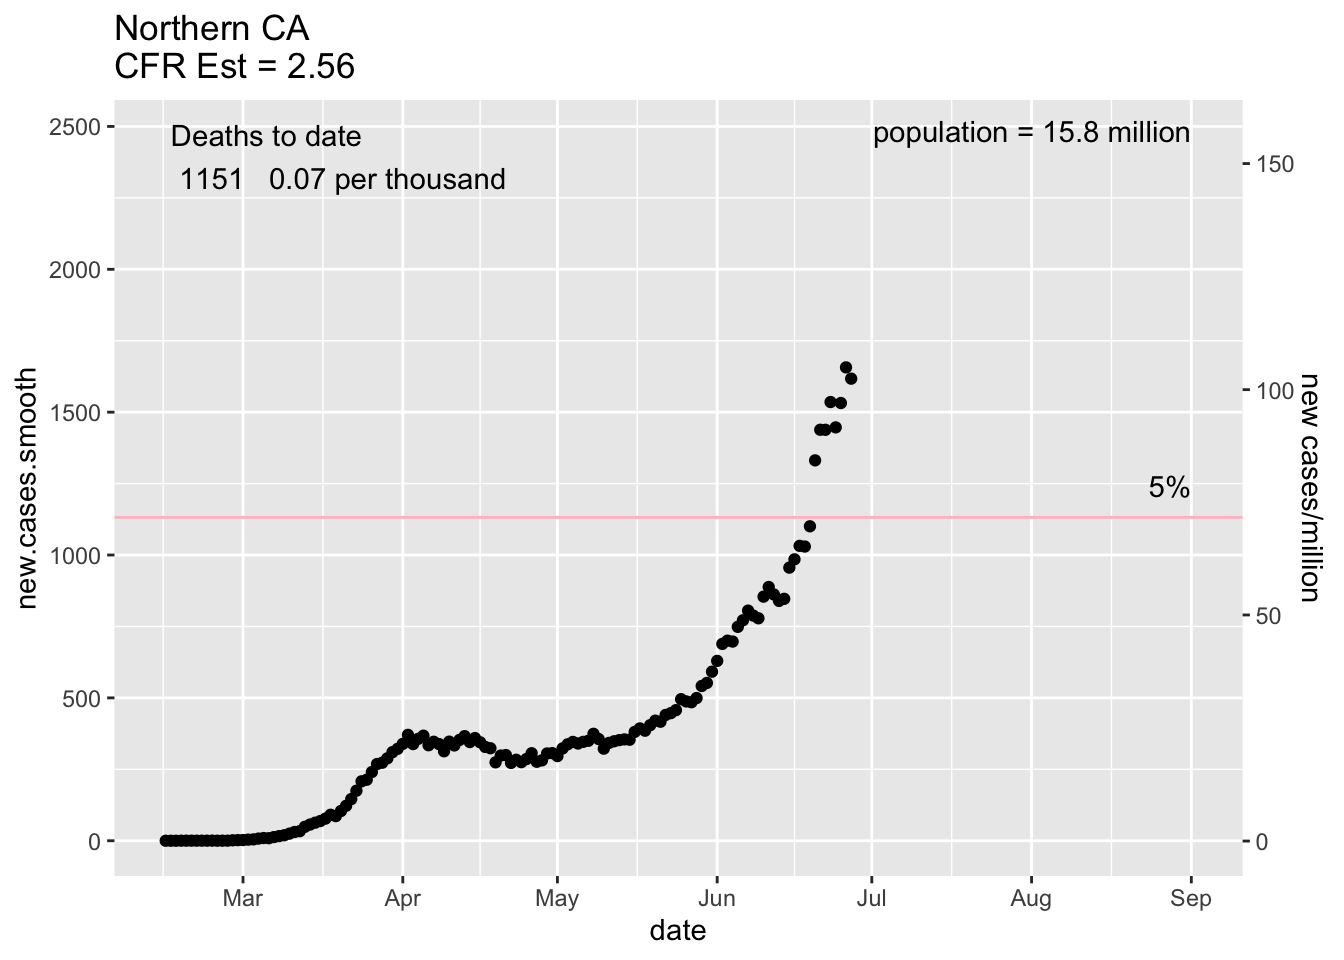 Northern CA
CFR Est = 2.56
Deaths to date
1151 0.07 per thousand
population = 15.8 million
5%
new.cases.smooth
2500
2000
1500
1000
500
0
150
100
50
0
new cases/million
Mar Apr May Jun Jul Aug Sep
date